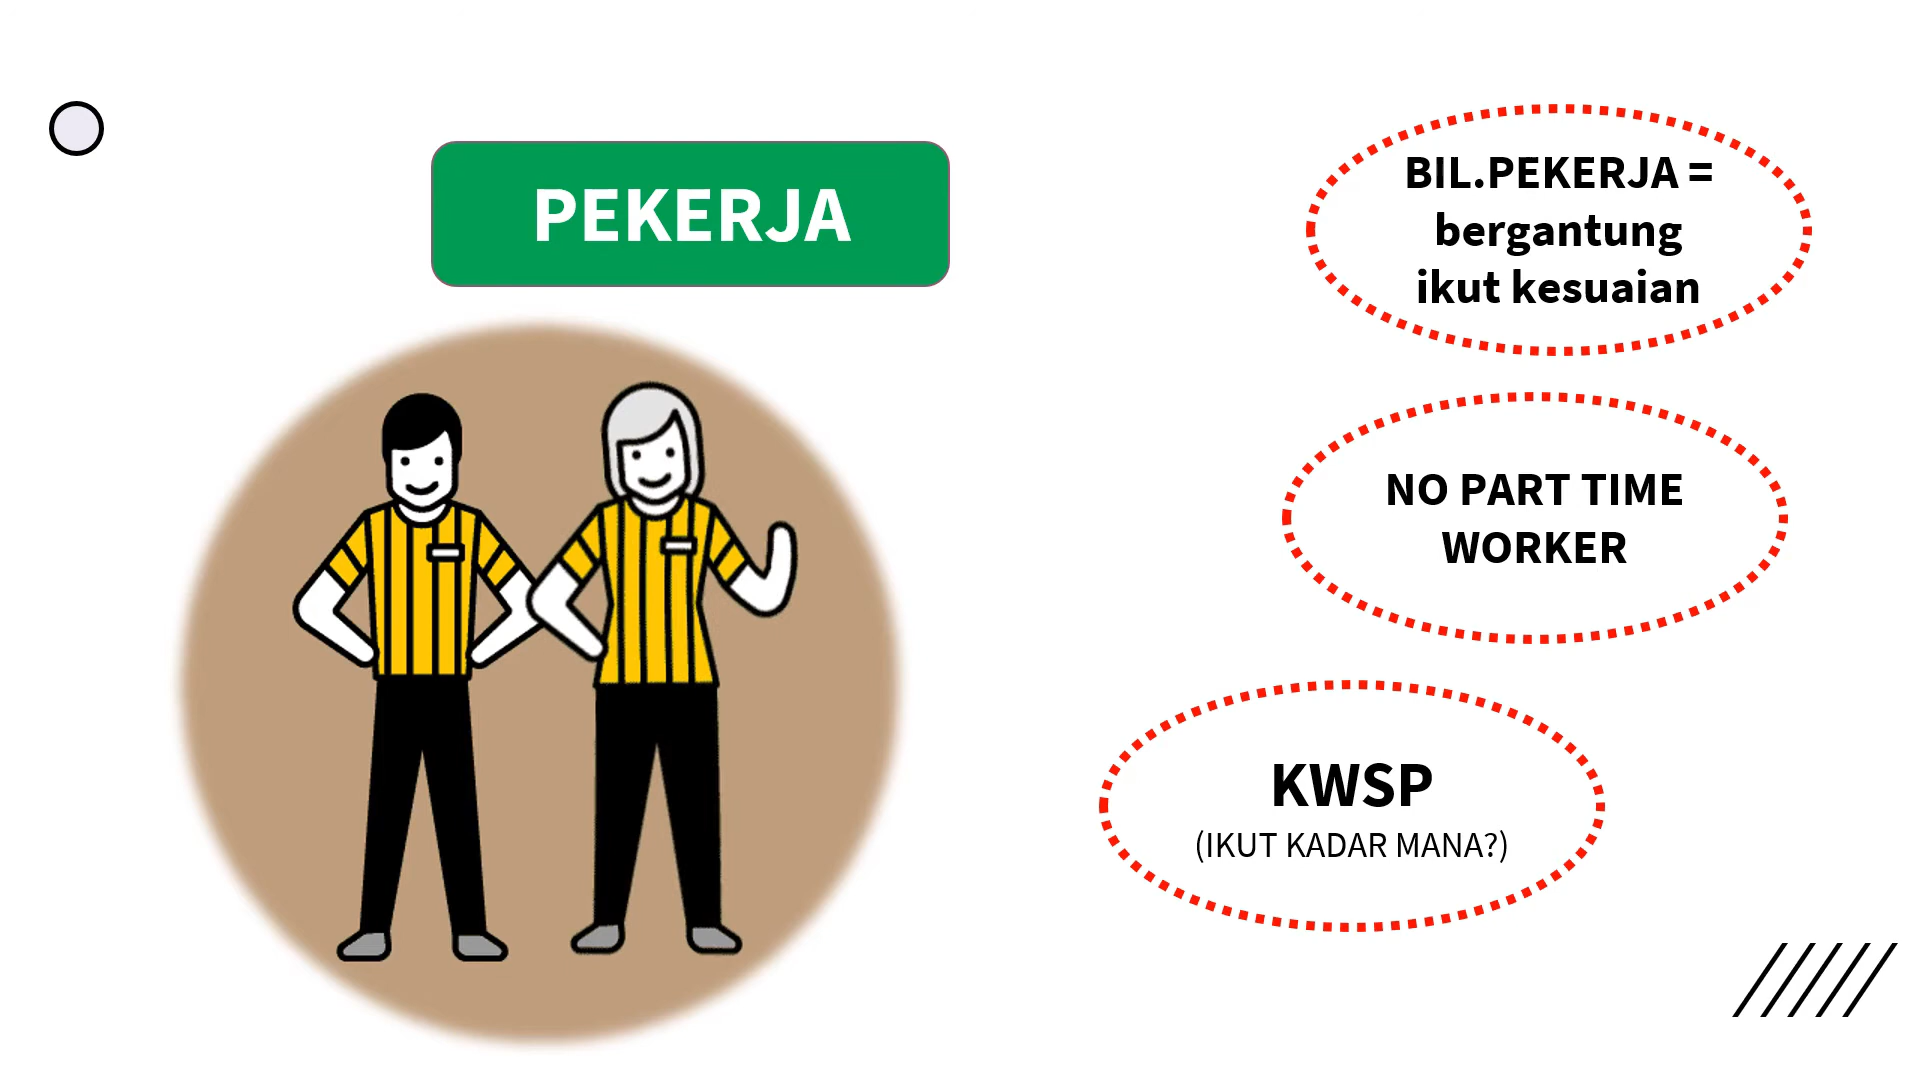 PEKERJA
BIL.PEKERJA =
bergantung
ikut kesuaian
NO PART TIME
WORKER
KWSP
(IKUT KADAR MANA?)